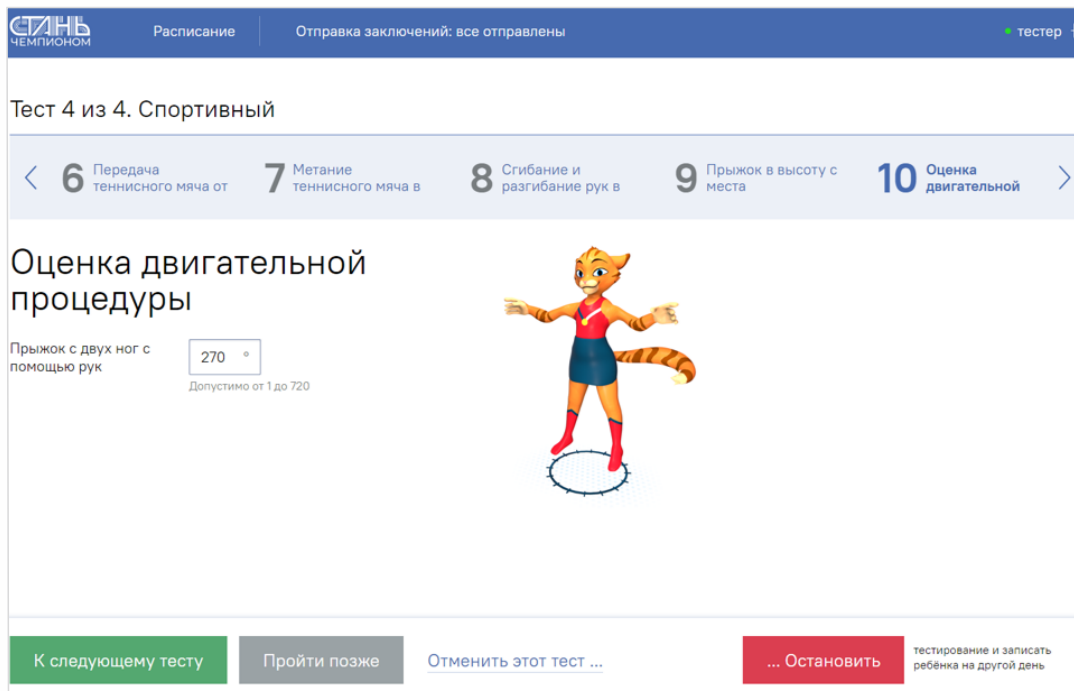 СТАНЬ
ЧЕМПИОНОМ
Расписание
Отправка заключений: все отправлены
тестер
Тест 4 из 4. Спортивный
6 Передача
теннисного мяча от
7 Метание
теннисного мяча в
8 Сгибание и
разгибание рук в
9 Прыжок в высоту с
места
10 Оценка
двигательной
Оценка двигательной
процедуры
Прыжок с двух ног с
помощью рук
270 °
Допустимо от 1 до 720
К следующему тесту
Пройти позже
Отменить этот тест ...
... Остановить
тестирование и записать
ребёнка на другой день